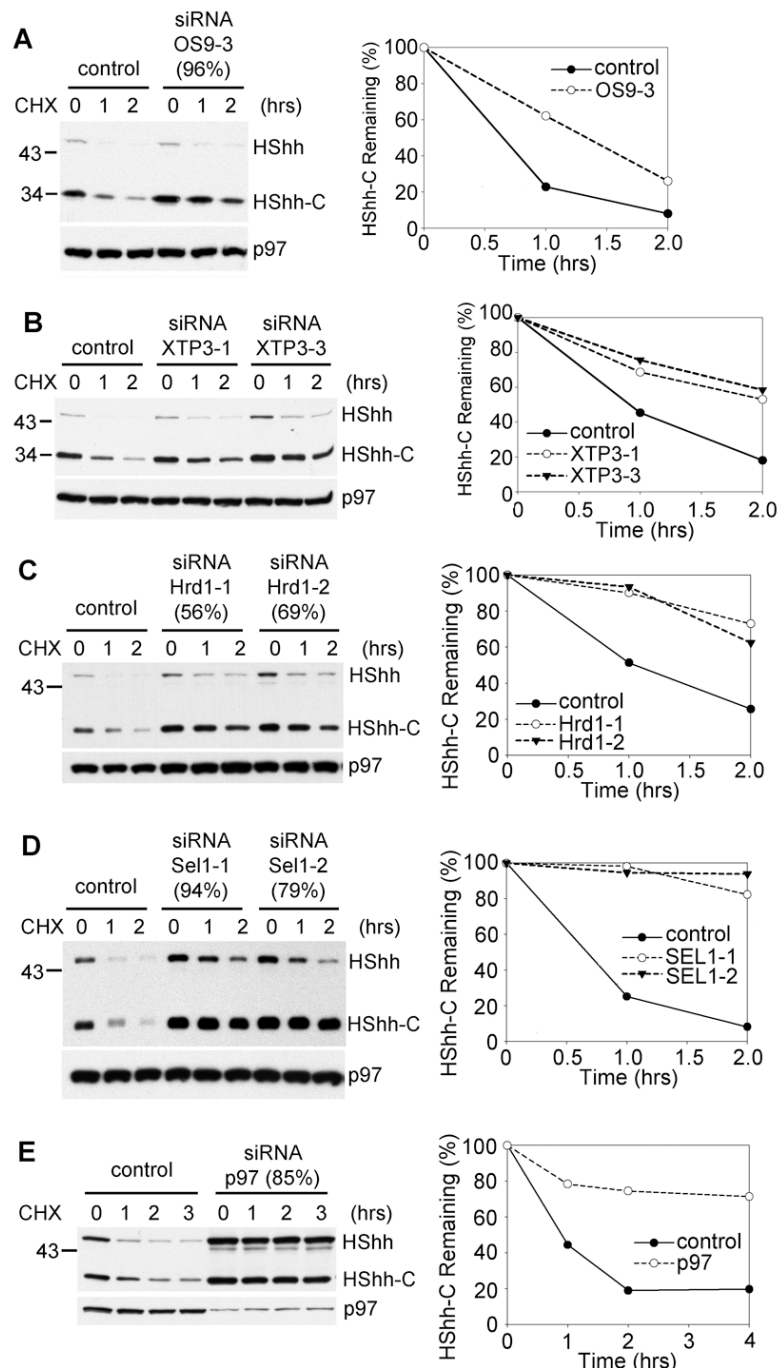 A
siRNA
OS9-3
control (96%)
CHX 0 1 2 0 1 2 (hrs)
43
HShh
34
HShh-C
p97
HShh-C Remaining (%)
100
80
60
40
20
0
control
OS9-3
0 0.5 1.0 1.5 2.0
Time (hrs)
B
siRNA siRNA
control XTP3-1 XTP3-3
CHX 0 1 2 0 1 2 0 1 2 (hrs)
43
HShh
34
HShh-C
p97
HShh-C Remaining (%)
100
80
60
40
20
0
control
XTP3-1
XTP3-3
0 0.5 1.0 1.5 2.0
Time (hrs)
C
siRNA siRNA
Hrd1-1 Hrd1-2
control (56%) (69%)
CHX 0 1 2 0 1 2 0 1 2 (hrs)
HShh
43
HShh-C
p97
HShh-C Remaining (%)
100
80
60
40
20
0
control
Hrd1-1
Hrd1-2
0 0.5 1.0 1.5 2.0
Time (hrs)
D
siRNA siRNA
Sel1-1 Sel1-2
control (94%) (79%)
CHX 0 1 2 0 1 2 0 1 2 (hrs)
HShh
43
HShh-C
p97
HShh-C Remaining (%)
100
80
60
40
20
0
control
SEL1-1
SEL1-2
0 0.5 1.0 1.5 2.0
Time (hrs)
E
siRNA
control p97 (85%)
CHX 0 1 2 3 0 1 2 3 (hrs)
HShh
43
HShh-C
p97
HShh-C Remaining (%)
100
80
60
40
20
0
control
p97
0 1 2 3 4
Time (hrs)